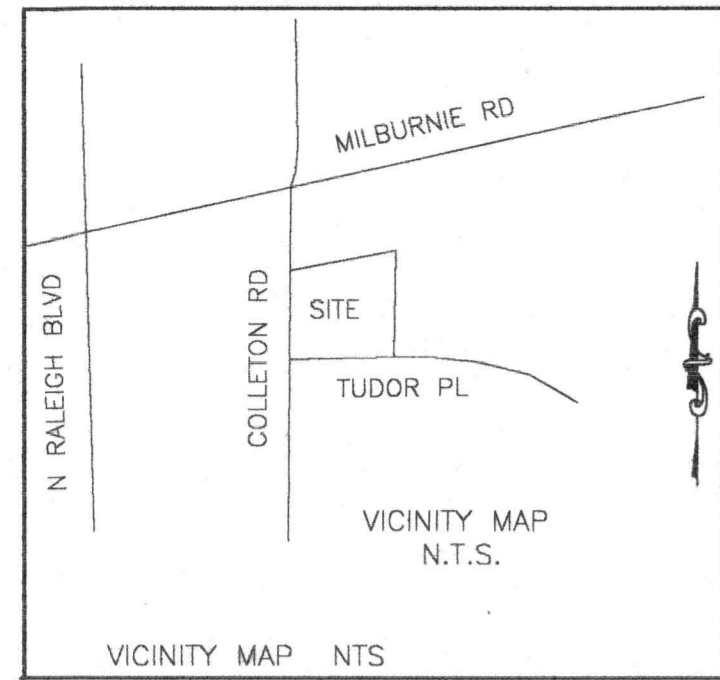 MILBURNIE RD
N RALEIGH BLVD
COLLETON RD
SITE
TUDOR PL
VICINITY MAP
N.T.S.
VICINITY MAP NTS